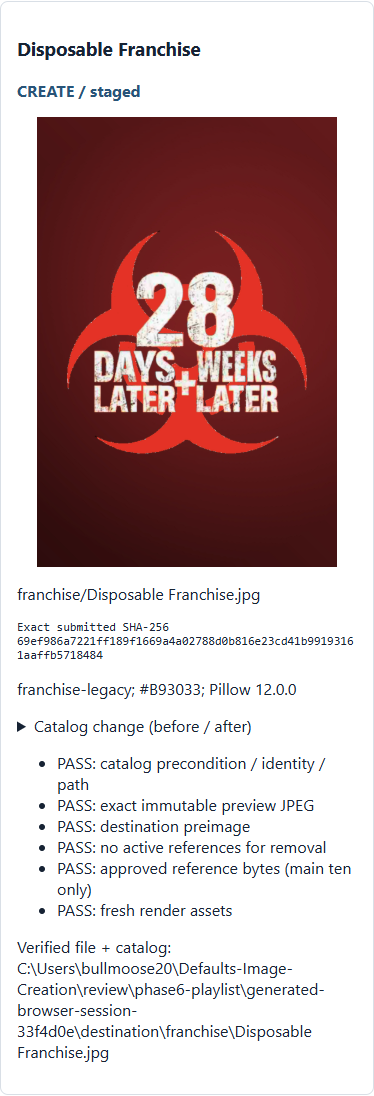 Disposable Franchise
CREATE / staged
28
DAYS WEEKS
LATER + LATER
franchise/Disposable Franchise.jpg
Exact submitted SHA-256
69ef986a7221ff189f1669a4a02788d0b816e23cd41b9919316
1aaffb5718484
franchise-legacy; #B93033; Pillow 12.0.0
Catalog change (before / after)
PASS: catalog precondition / identity /
path
PASS: exact immutable preview JPEG
PASS: destination preimage
PASS: no active references for removal
PASS: approved reference bytes (main ten
only)
PASS: fresh render assets
Verified file + catalog:
C:\Users\bullmoose20\Defaults-Image-
Creation\review\phase6-playlist\generated-
browser-session-
33f4d0e\destination\franchise\Disposable
Franchise.jpg